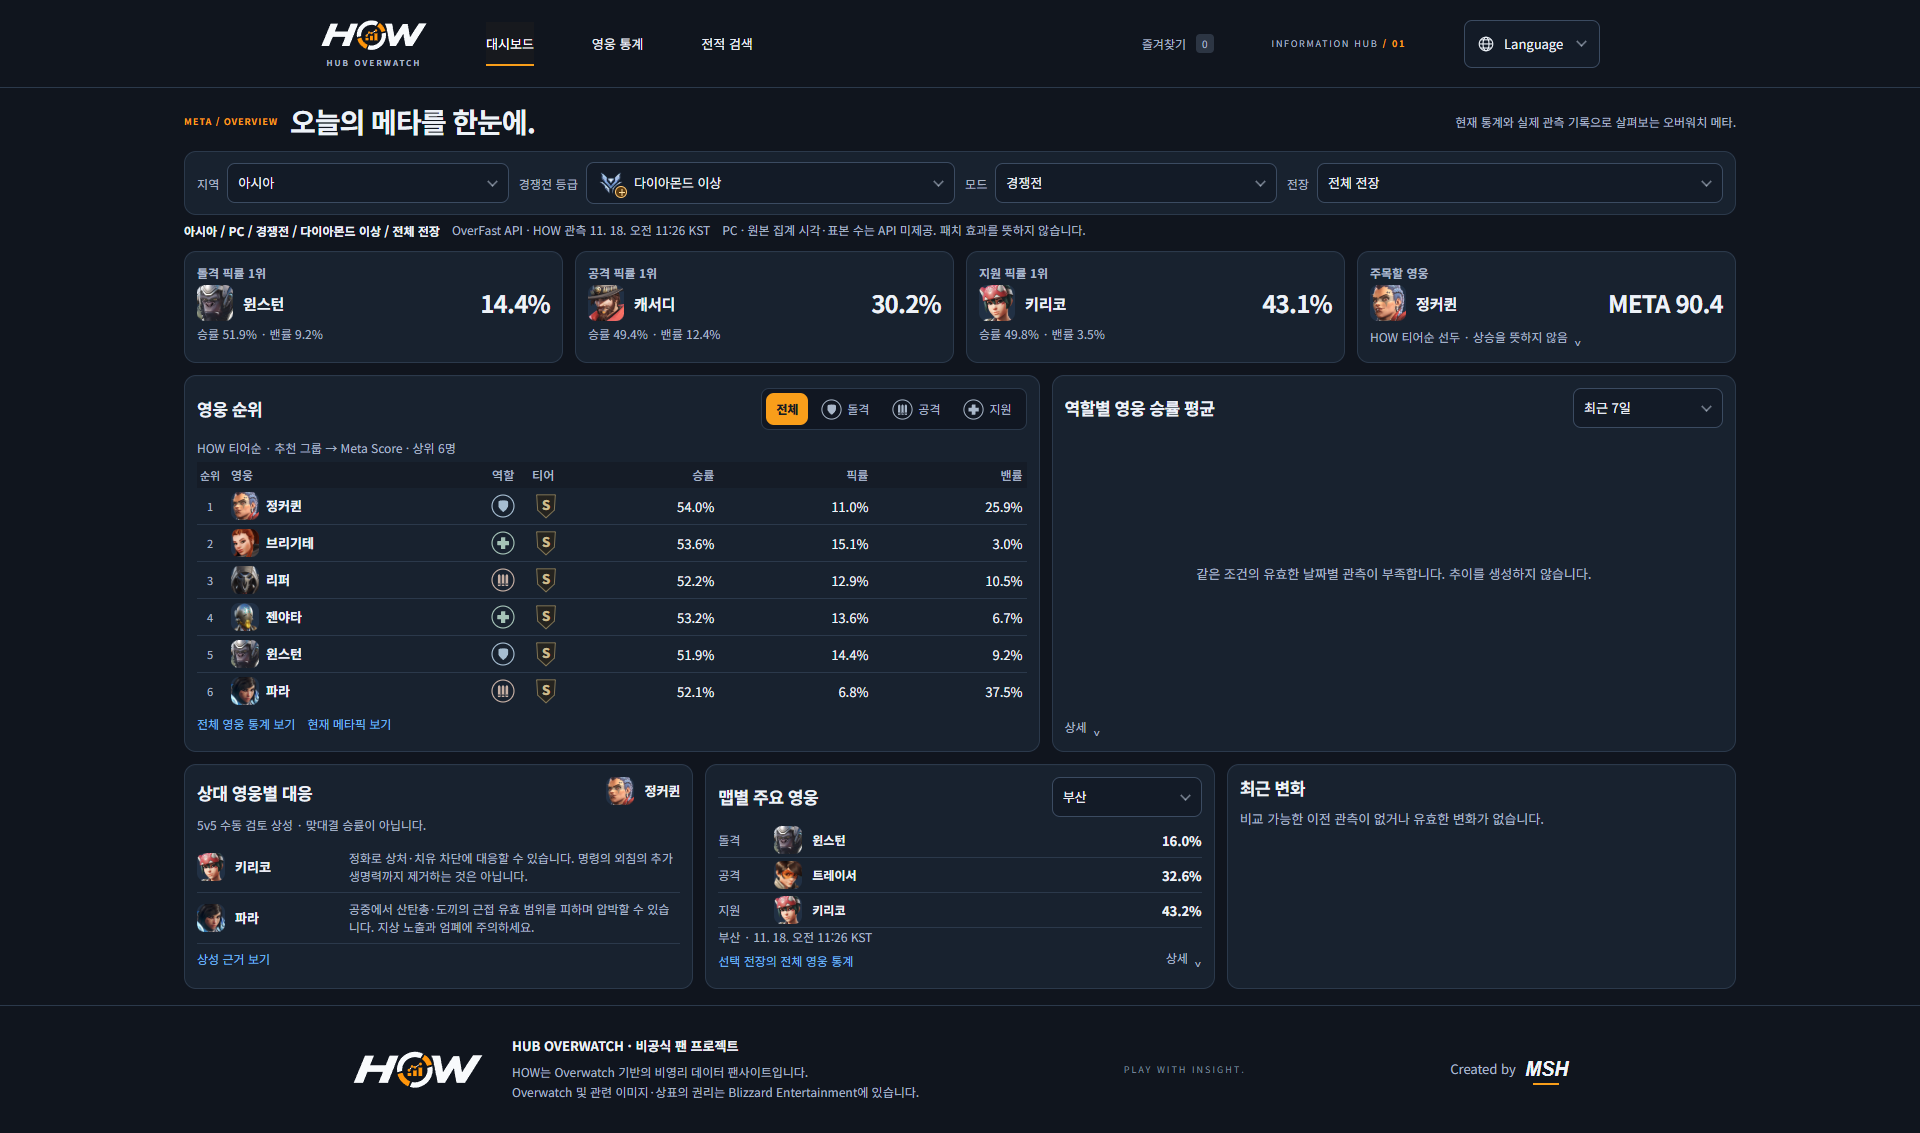 HOW
HUB OVERWATCH
대시보드
영웅 통계
전적 검색
즐겨찾기 0
INFORMATION HUB / 01
Language
META / OVERVIEW
오늘의 메타를 한눈에.
현재 통계와 실제 관측 기록으로 살펴보는 오버워치 메타.
지역 아시아
경쟁전 등급 다이아몬드 이상
모드 경쟁전
전장 전체 전장
아시아 / PC / 경쟁전 / 다이아몬드 이상 / 전체 전장 OverFast API · HOW 관측 11. 18. 오전 11:26 KST PC · 원본 집계 시각·표본 수는 API 미제공. 패치 효과를 뜻하지 않습니다.
돌격 픽률 1위
윈스턴 14.4%
승률 51.9% · 밴률 9.2%
공격 픽률 1위
캐서디 30.2%
승률 49.4% · 밴률 12.4%
지원 픽률 1위
키리코 43.1%
승률 49.8% · 밴률 3.5%
주목할 영웅
정커퀸 META 90.4
HOW 티어순 선두 · 상승을 뜻하지 않음
영웅 순위
전체 돌격 공격 지원
HOW 티어순 · 추천 그룹 → Meta Score · 상위 6명
순위 영웅 역할 티어 승률 픽률 밴률
1 정커퀸 S 54.0% 11.0% 25.9%
2 브리기테 S 53.6% 15.1% 3.0%
3 리퍼 S 52.2% 12.9% 10.5%
4 젠야타 S 53.2% 13.6% 6.7%
5 윈스턴 S 51.9% 14.4% 9.2%
6 파라 S 52.1% 6.8% 37.5%
전체 영웅 통계 보기 현재 메타픽 보기
역할별 영웅 승률 평균
최근 7일
같은 조건의 유효한 날짜별 관측이 부족합니다. 추이를 생성하지 않습니다.
상세
상대 영웅별 대응
정커퀸
5v5 수동 검토 상성 · 맞대결 승률이 아닙니다.
키리코
정화로 상처·치유 차단에 대응할 수 있습니다. 명령의 외침의 추가
생명력까지 제거하는 것은 아닙니다.
파라
공중에서 산탄총·도끼의 근접 유효 범위를 피하며 압박할 수 있습
니다. 지상 노출과 엄폐에 주의하세요.
상성 근거 보기
맵별 주요 영웅
부산
돌격 윈스턴 16.0%
공격 트레이서 32.6%
지원 키리코 43.2%
부산 · 11. 18. 오전 11:26 KST
선택 전장의 전체 영웅 통계
상세
최근 변화
비교 가능한 이전 관측이 없거나 유효한 변화가 없습니다.
HOW
HUB OVERWATCH · 비공식 팬 프로젝트
HOW는 Overwatch 기반의 비영리 데이터 팬사이트입니다.
Overwatch 및 관련 이미지·상표의 권리는 Blizzard Entertainment에 있습니다.
PLAY WITH INSIGHT.
Created by MSH